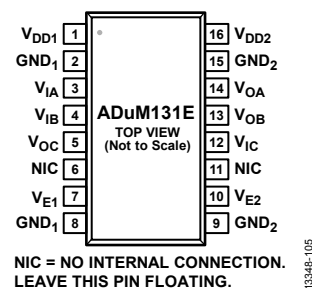 VDD1 1 16 VDD2
GND1 2 15 GND2
VIA 3 14 VOA
VIB 4 ADuM131E 13 VOB
TOP VIEW
(Not to Scale)
VOC 5 12 VIC
NIC 6 11 NIC
VE1 7 10 VE2
GND1 8 9 GND2
NIC = NO INTERNAL CONNECTION.
LEAVE THIS PIN FLOATING.
13348-105